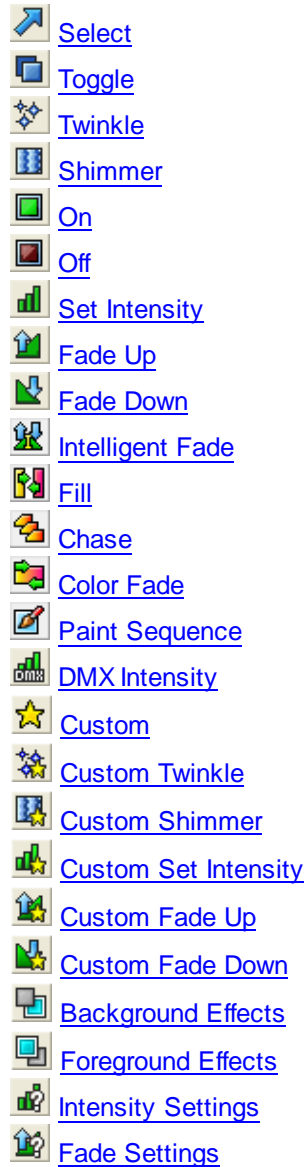 Select
Toggle
Twinkle
Shimmer
On
Off
Set Intensity
Fade Up
Fade Down
Intelligent Fade
Fill
Chase
Color Fade
Paint Sequence
DMX DMX Intensity
Custom
Custom Twinkle
Custom Shimmer
Custom Set Intensity
Custom Fade Up
Custom Fade Down
Background Effects
Foreground Effects
Intensity Settings
Fade Settings